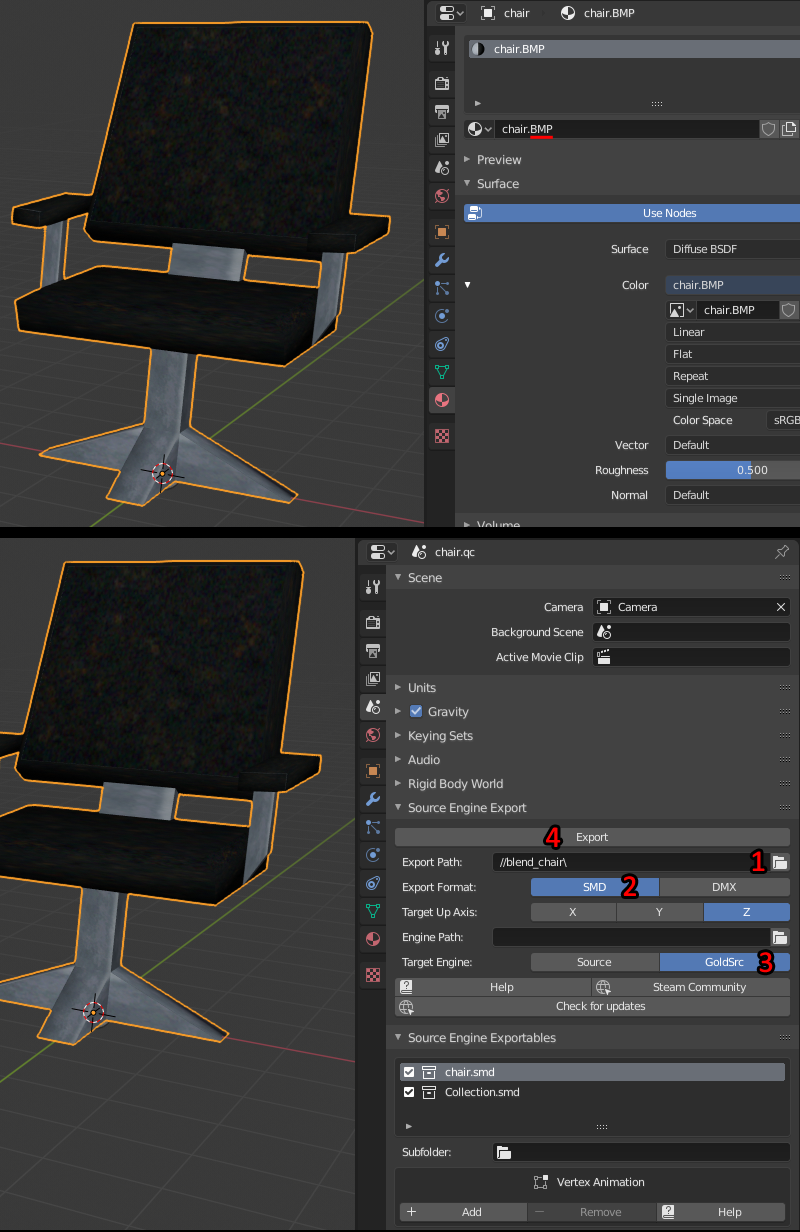 chair chair.BMP
chair.BMP
chair.BMP
Preview
Surface
Use Nodes
Surface Diffuse BSDF
Color chair.BMP
chair.BMP
Linear
Flat
Repeat
Single Image
Color Space sRGB
Vector Default
Roughness 0.500
Normal Default
Volume
chair.qc
Scene
Camera Camera
Background Scene
Active Movie Clip
Units
Gravity
Keying Sets
Audio
Rigid Body World
Source Engine Export
4 Export
Export Path: //blend_chair\ 1
Export Format: SMD 2 DMX
Target Up Axis: X Y Z
Engine Path:
Target Engine: Source GoldSrc 3
Help Steam Community
Check for updates
Source Engine Exportables
chair.smd
Collection.smd
Subfolder:
Vertex Animation
Add Remove Help